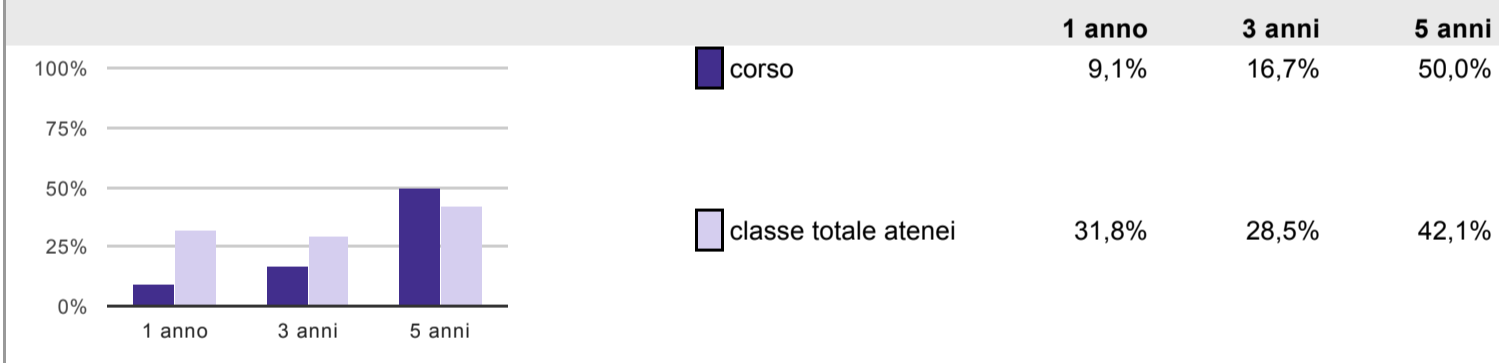 1 anno 3 anni 5 anni
100%
75%
50%
25%
0%
1 anno 3 anni 5 anni
corso 9,1% 16,7% 50,0%
classe totale atenei 31,8% 28,5% 42,1%